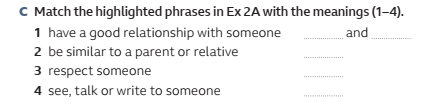 C Match the highlighted phrases in Ex 2A with the meanings (1–4).
1 have a good relationship with someone ............ and ............
2 be similar to a parent or relative ............
3 respect someone ............
4 see, talk or write to someone ............